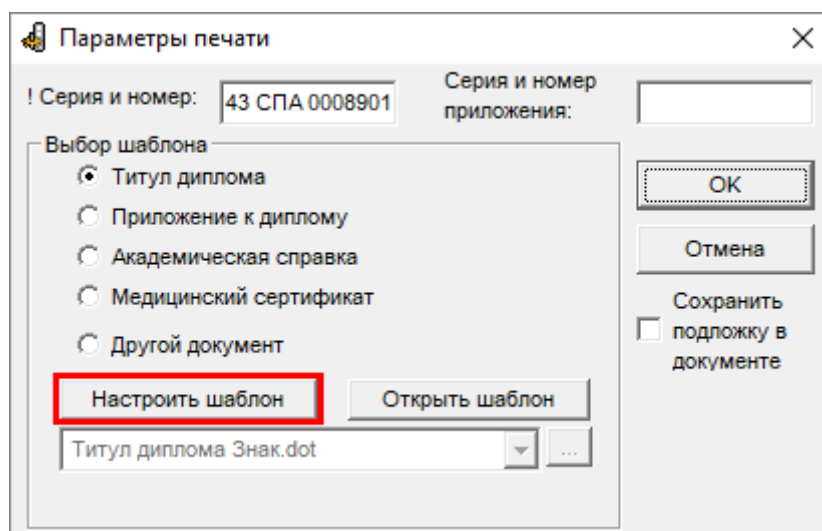 Параметры печати
! Серия и номер:
43 СПА 0008901
Серия и номер
приложения:
Выбор шаблона
Титул диплома
Приложение к диплому
Академическая справка
Медицинский сертификат
Другой документ
Настроить шаблон
Открыть шаблон
Титул диплома Знак.dot
...
OK
Отмена
Сохранить
подложку в
документе